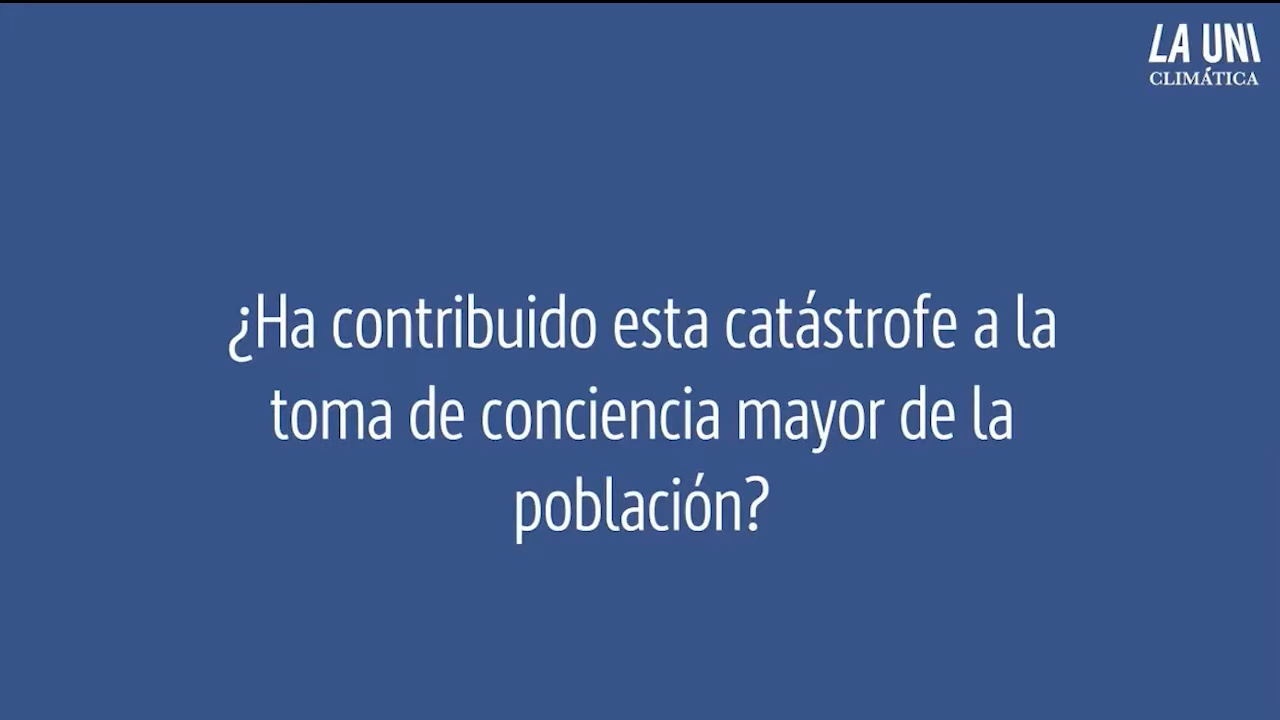 LA UNI
CLIMÁTICA
¿Ha contribuido esta catástrofe a la
toma de conciencia mayor de la
población?